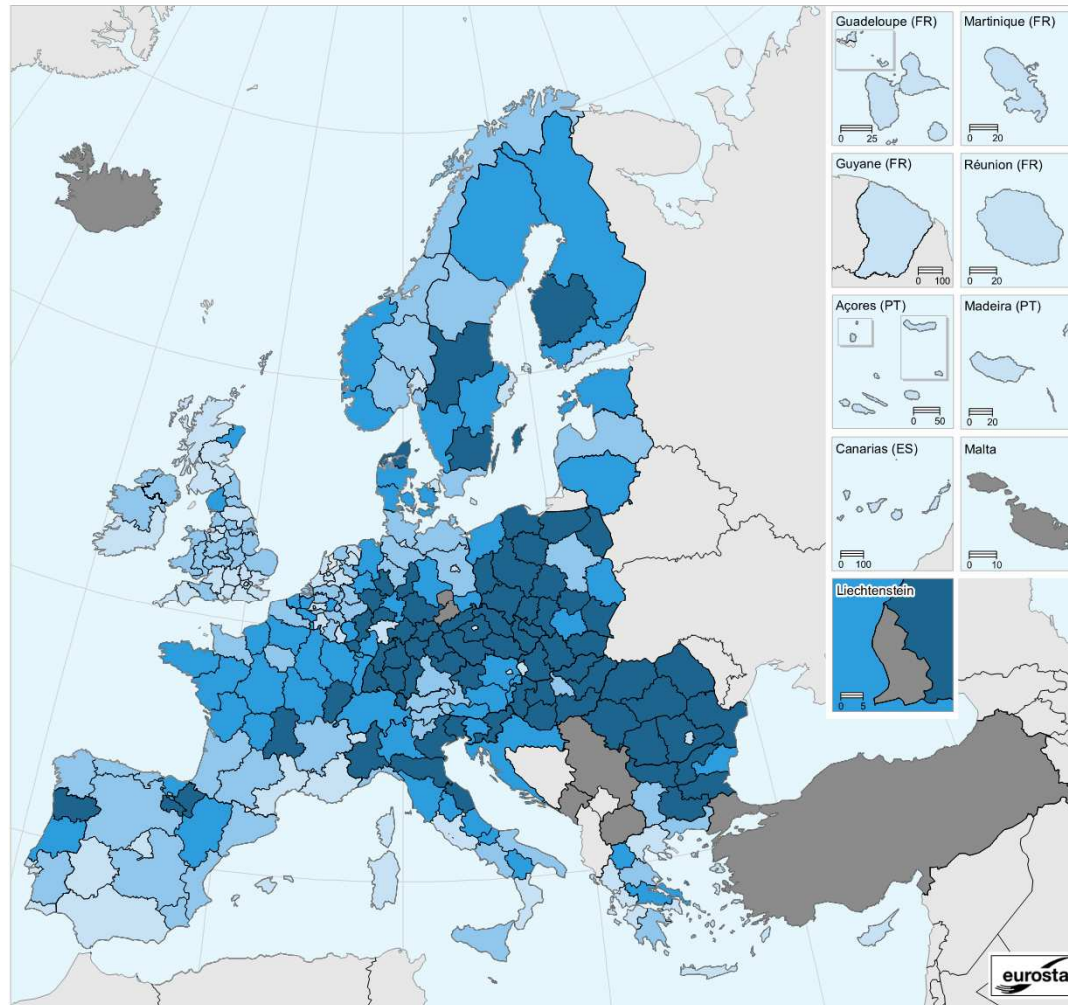 Guadeloupe (FR)
0 25
Martinique (FR)
0 20
Guyane (FR)
0 100
Réunion (FR)
0 20
Açores (PT)
0 50
Madeira (PT)
0 20
Canarias (ES)
0 100
Malta
0 10
Liechtenstein
0 5
eurosta